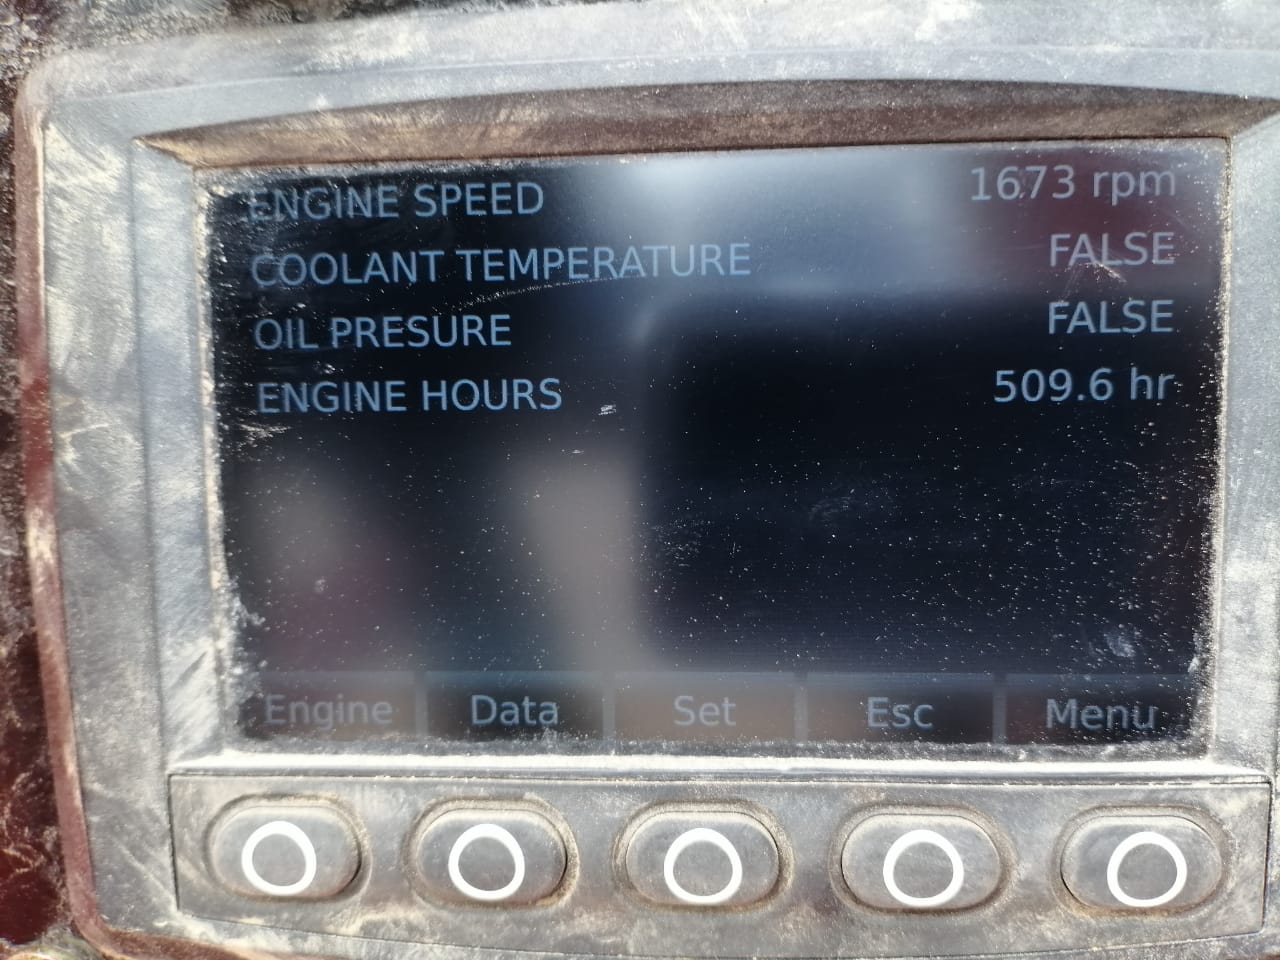 ENGINE SPEED 1673 rpm
COOLANT TEMPERATURE FALSE
OIL PRESURE FALSE
ENGINE HOURS 509.6 hr
Engine Data Set Esc Menu